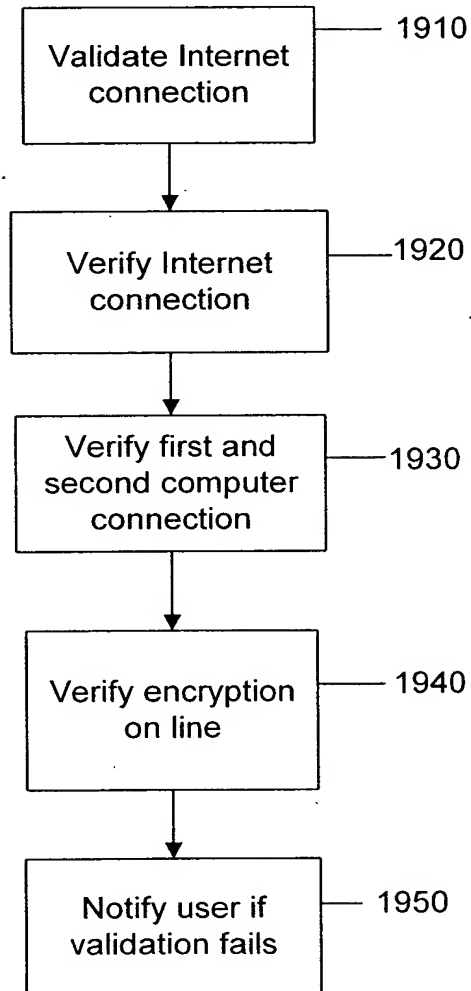 1910
Validate Internet
connection
1920
Verify Internet
connection
1930
Verify first and
second computer
connection
1940
Verify encryption
on line
1950
Notify user if
validation fails